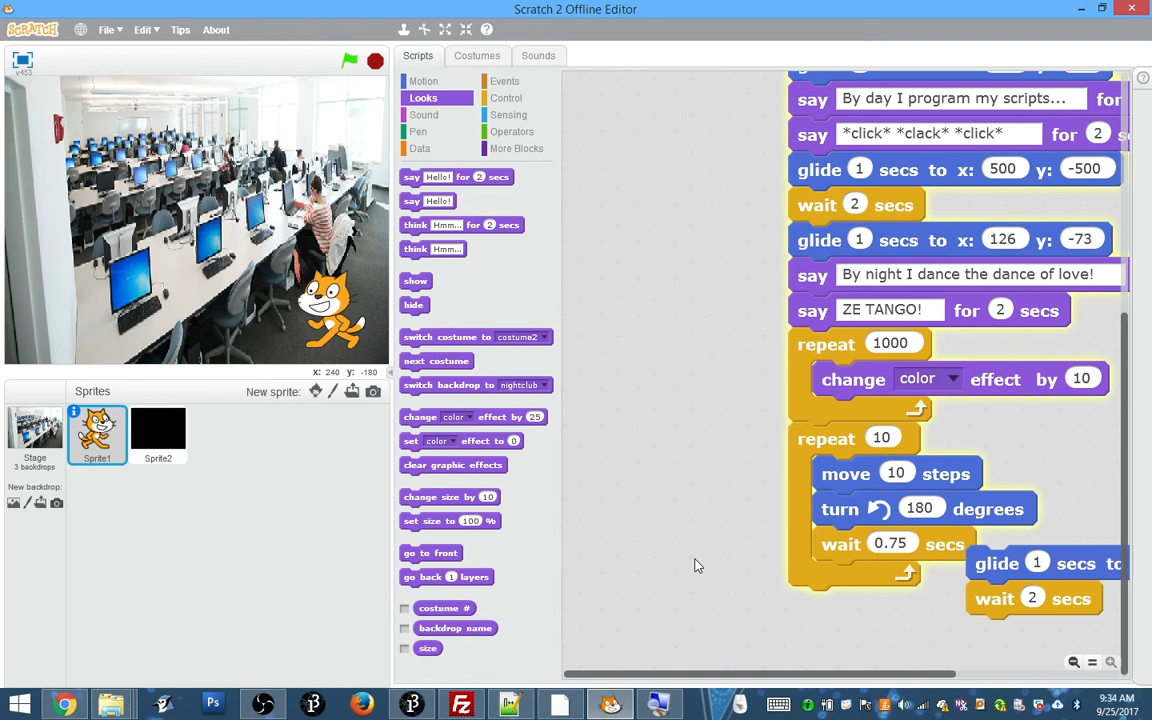 Scratch 2 Offline Editor
SCRATCH File Edit Tips About
v453
Scripts Costumes Sounds
Motion Events
Looks Control
Sound Sensing
Pen Operators
Data More Blocks
say Hello! for 2 secs
say Hello!
think Hmm... for 2 secs
think Hmm...
show
hide
switch costume to costume2
next costume
switch backdrop to nightclub
change color effect by 25
set color effect to 0
clear graphic effects
change size by 10
set size to 100 %
go to front
go back 1 layers
costume #
backdrop name
size
say By day I program my scripts... for
say *click* *clack* *click* for 2 s
glide 1 secs to x: 500 y: -500
wait 2 secs
glide 1 secs to x: 126 y: -73
say By night I dance the dance of love!
say ZE TANGO! for 2 secs
repeat 1000
change color effect by 10
repeat 10
move 10 steps
turn 180 degrees
wait 0.75 secs
glide 1 secs to
wait 2 secs
x: 240 y: -180
Sprites New sprite:
Stage
3 backdrops
Sprite1
Sprite2
New backdrop:
Ps
Fz
9:34 AM
9/25/2017